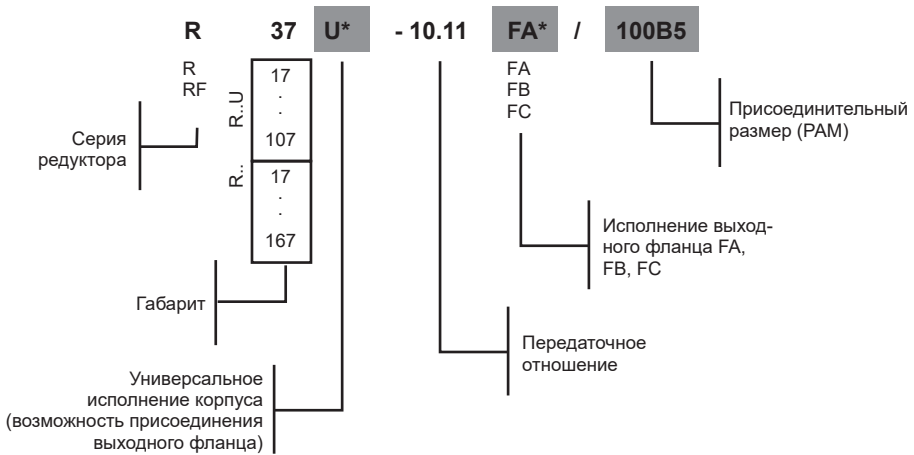 R 37 U* - 10.11 FA* / 100B5
R
RF
R..U
17
.
.
107
R..
17
.
.
167
FA
FB
FC
Серия
редуктора
Присоединительный
размер (PAM)
Исполнение выход-
ного фланца FA,
FB, FC
Габарит
Передаточное
отношение
Универсальное
исполнение корпуса
(возможность присоединения
выходного фланца)